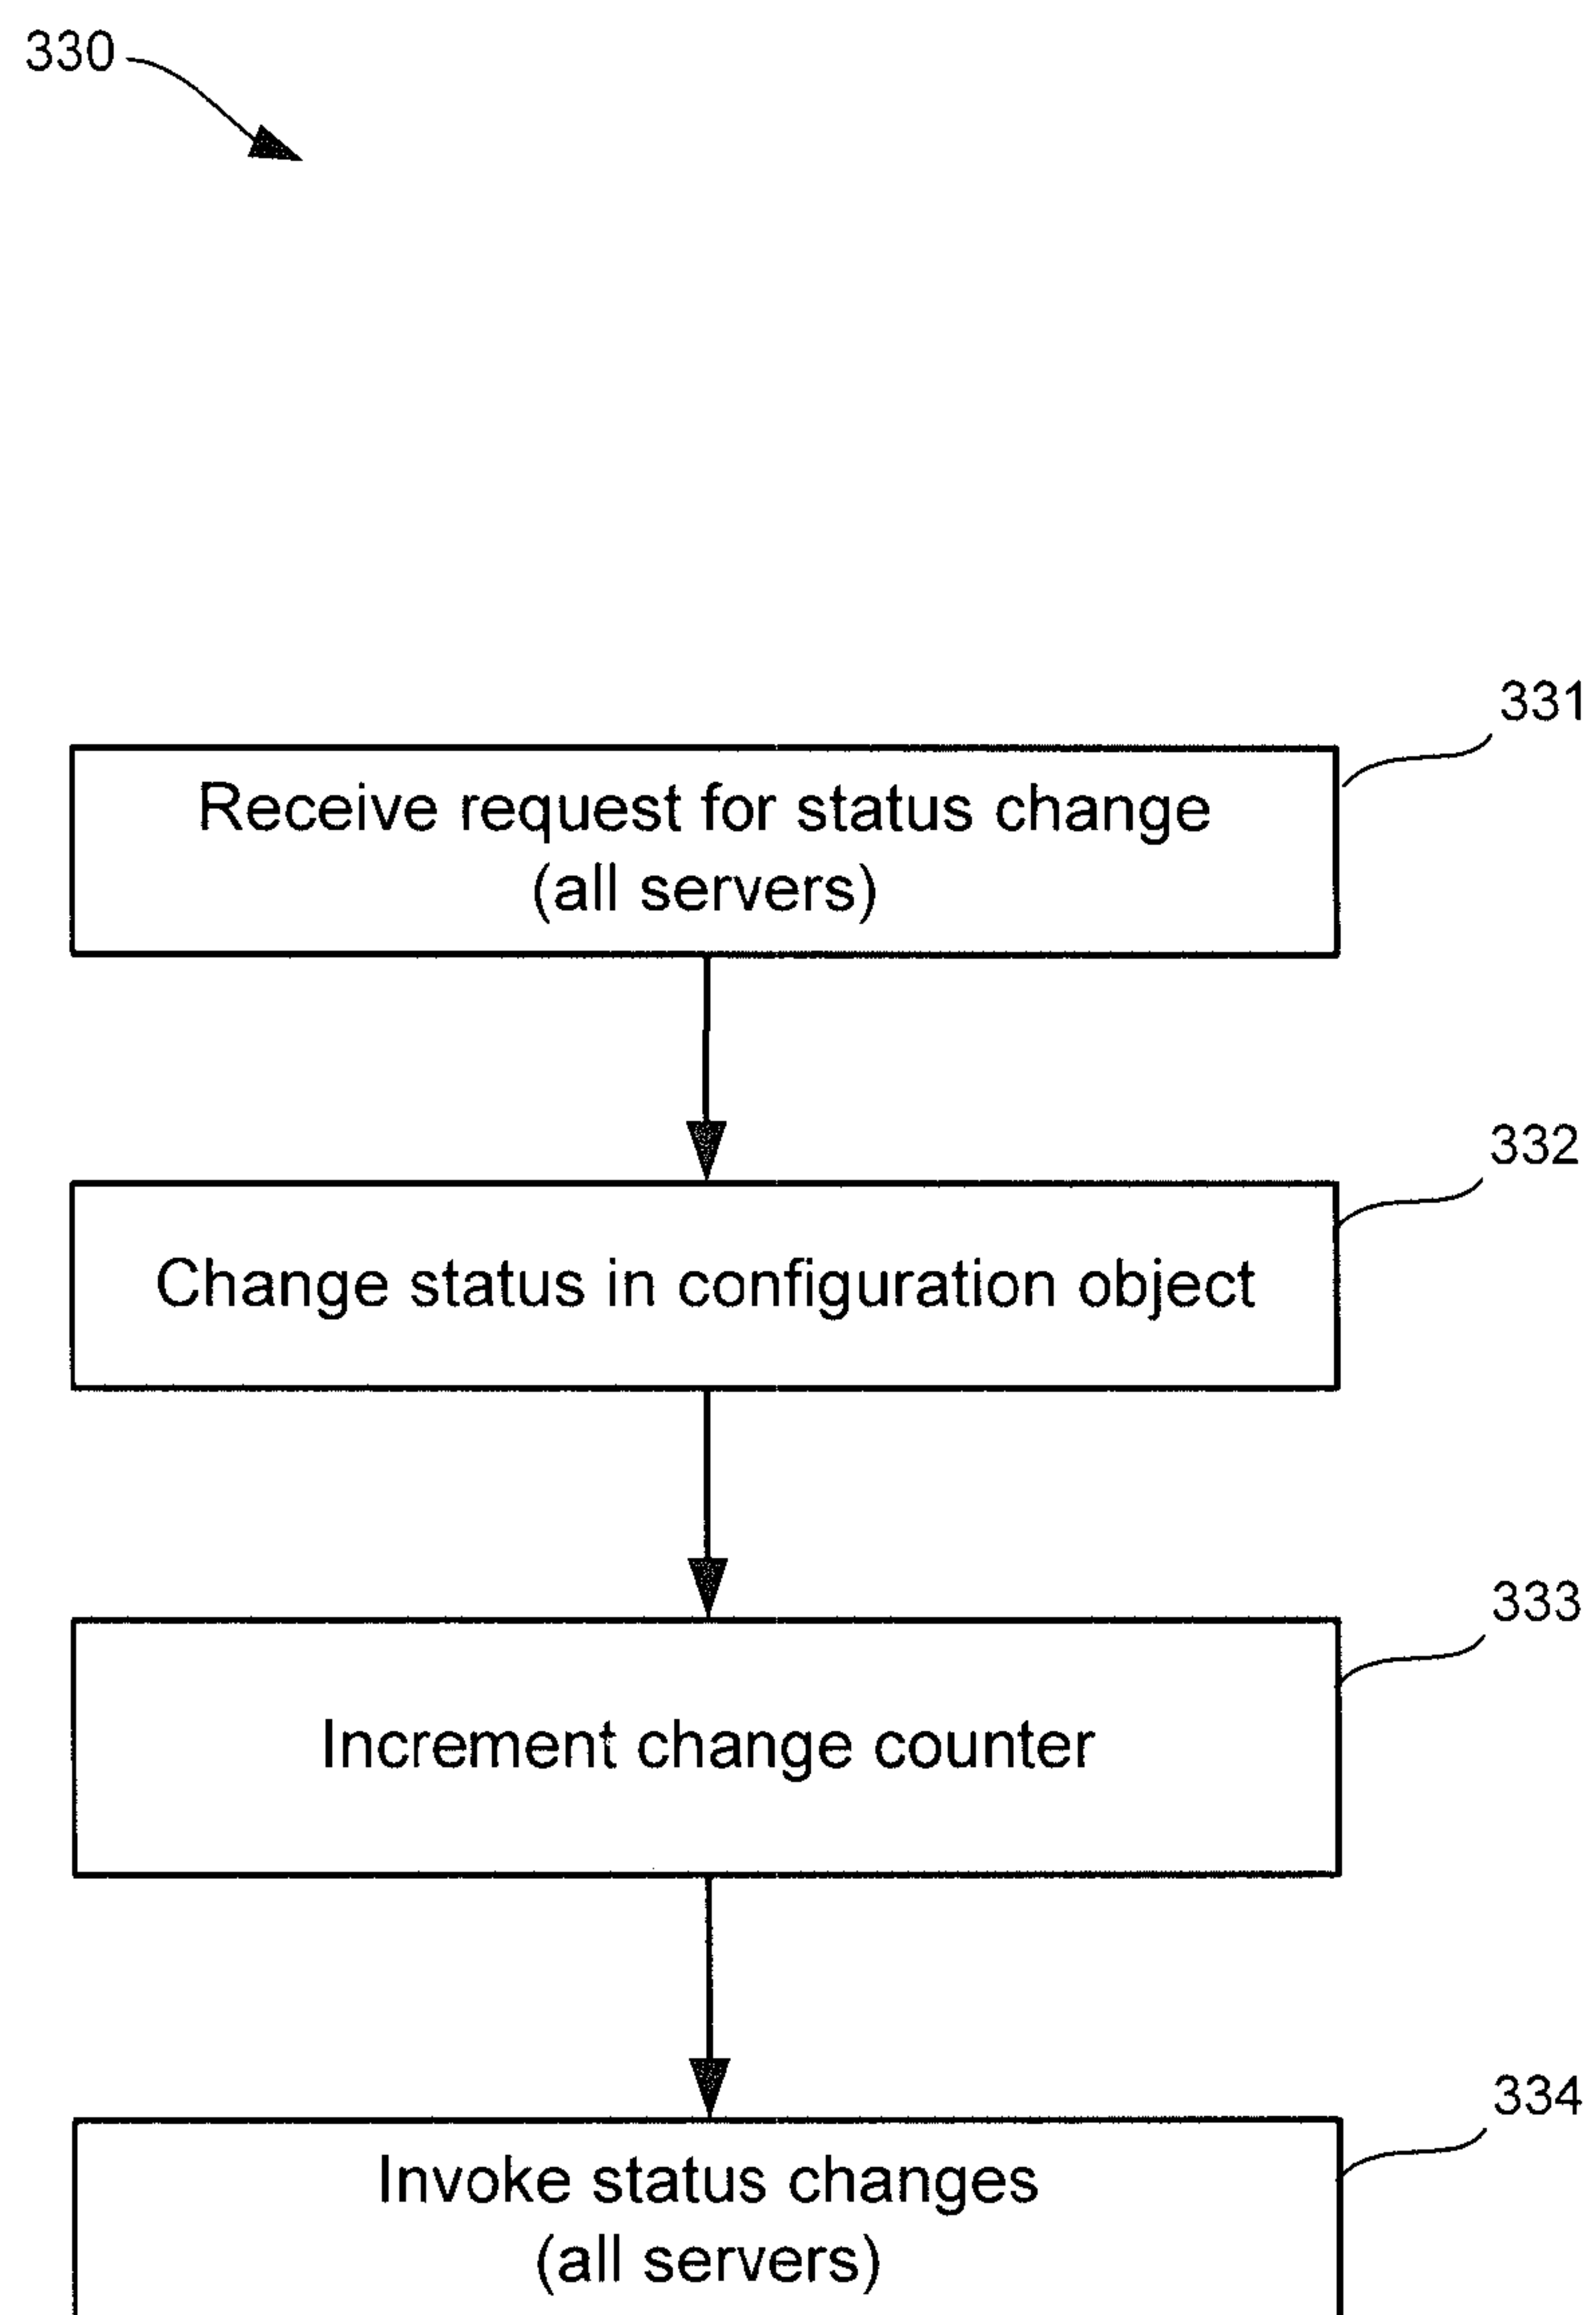 330
331
Receive request for status change
(all servers)
332
Change status in configuration object
333
Increment change counter
334
Invoke status changes
(all servers)